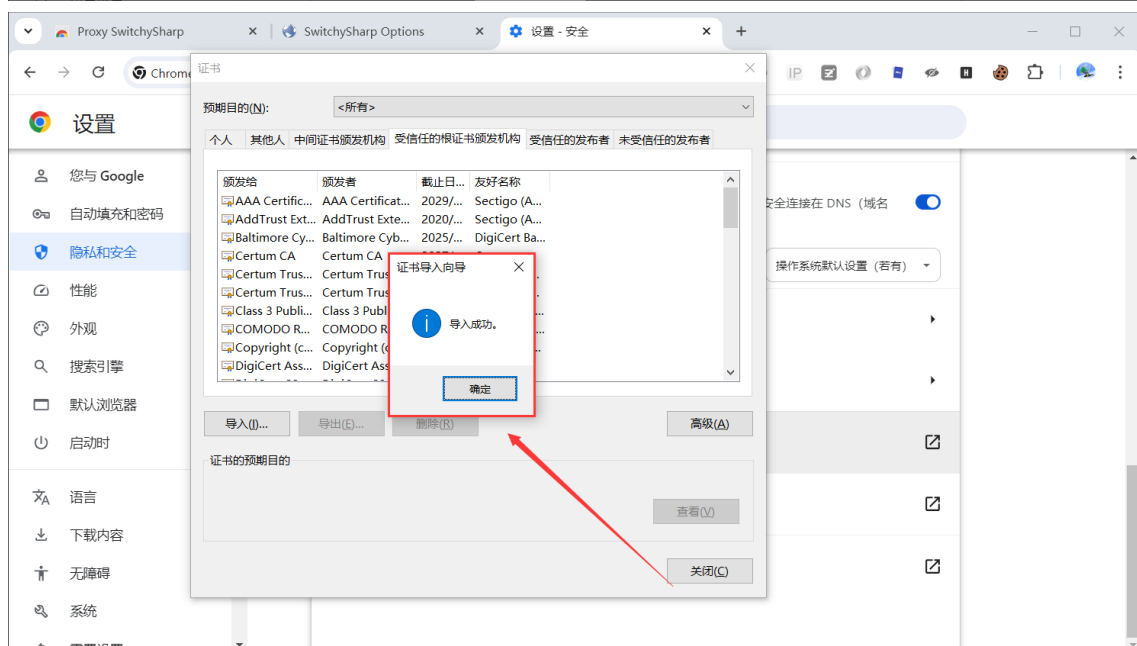 Proxy SwitchySharp
SwitchySharp Options
设置 - 安全
Chrome
证书
预期目的(N):
<所有>
个人
其他人
中间证书颁发机构
受信任的根证书颁发机构
受信任的发布者
未受信任的发布者
颁发给 颁发者 截止日... 友好名称
AAA Certific... AAA Certificat... 2029/... Sectigo (A...
AddTrust Ext... AddTrust Exte... 2020/... Sectigo (A...
Baltimore Cy... Baltimore Cyb... 2025/... DigiCert Ba...
Certum CA Certum CA
Certum Trus... Certum Trus
Certum Trus... Certum Trus
Class 3 Publi... Class 3 Publ
COMODO R... COMODO R
Copyright (c... Copyright (c
DigiCert Ass... DigiCert Ass
证书导入向导
导入成功。
确定
导入(I)...
导出(E)...
删除(R)
高级(A)
证书的预期目的
查看(V)
关闭(C)
设置
您与 Google
自动填充和密码
隐私和安全
性能
外观
搜索引擎
默认浏览器
启动时
语言
下载内容
无障碍
系统
安全连接在 DNS（域名
操作系统默认设置（若有）
IP